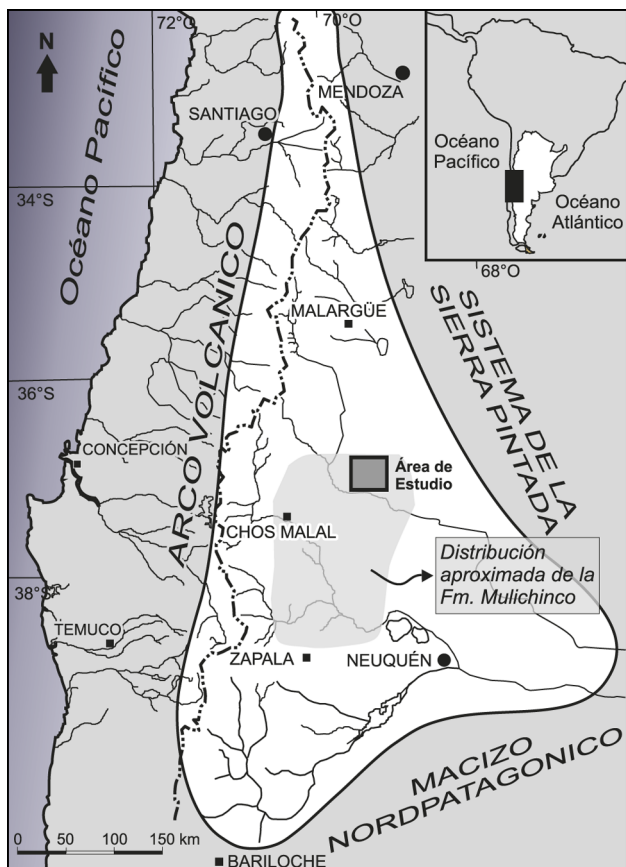 72°O
70°O
N
MENDOZA
SANTIAGO
Océano Pacífico
Océano
Pacífico
Océano
Atlántico
34°S
68°O
ARCO VOLCANICO
MALARGÜE
SISTEMA DE LA
SIERRA PINTADA
36°S
CONCEPCIÓN
Área de
Estudio
CHOS MALAL
Distribución
aproximada de la
Fm. Mulichinco
38°S
TEMUCO
ZAPALA
NEUQUÉN
MACIZO
NORDPATAGONICO
0 50 100 150 km
BARILOCHE